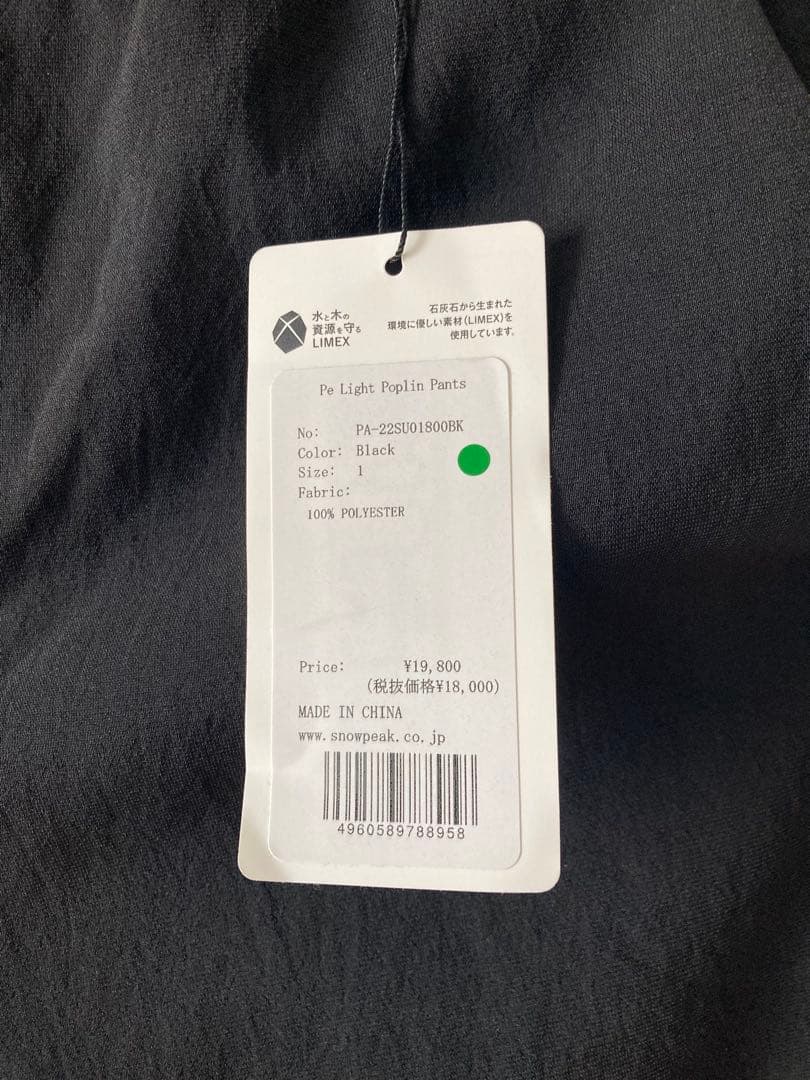 水と木の
資源を守る
LIMEX
石灰石から生まれた
環境に優しい素材(LIMEX)を
使用しています。
Pe Light Poplin Pants
No: PA-22SU01800BK
Color: Black
Size: 1
Fabric:
100% POLYESTER
Price: ¥19,800
(税抜価格¥18,000)
MADE IN CHINA
www.snowpeak.co.jp
4960589788958